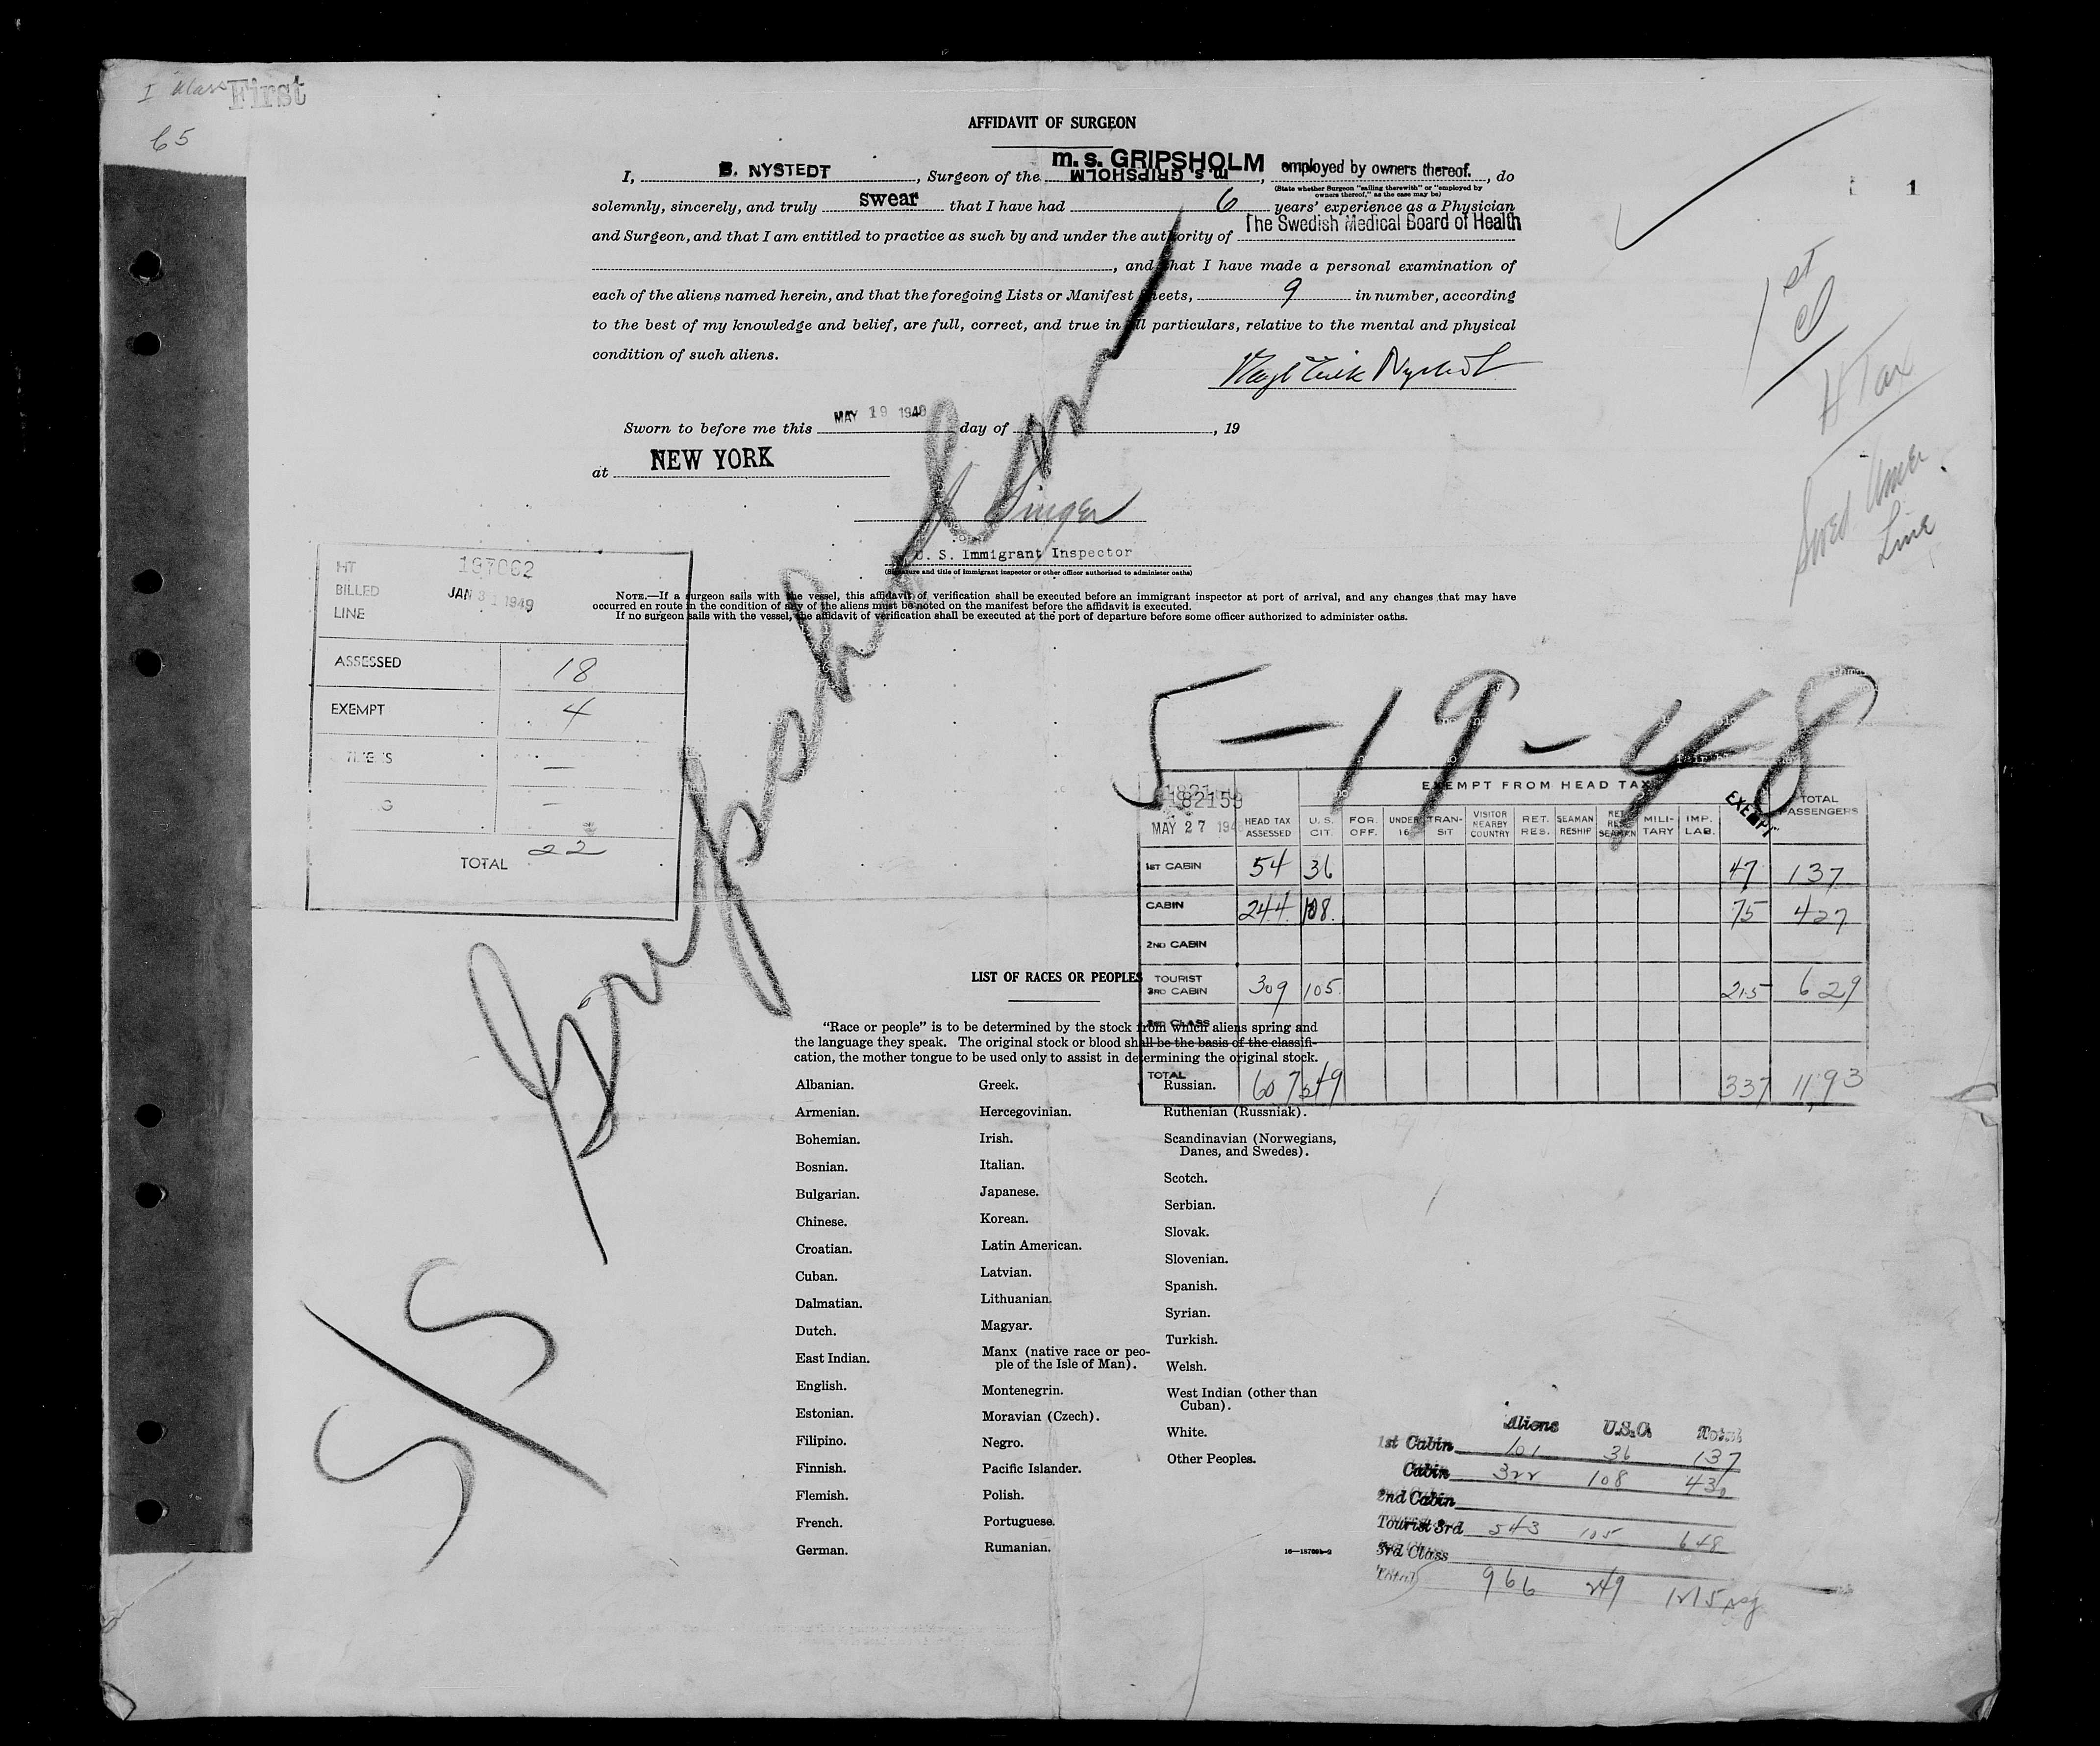 I Class First
65
AFFIDAVIT OF SURGEON
I, B. NYSTEDT, Surgeon of the m. s. GRIPSHOLM, employed by owners thereof., do
m. s. GRIPSHOLM
(State whether Surgeon "sailing therewith" or "employed by
owners thereof," as the case may be)
solemnly, sincerely, and truly swear that I have had 6 years' experience as a Physician
and Surgeon, and that I am entitled to practice as such by and under the authority of The Swedish Medical Board of Health
, and that I have made a personal examination of
each of the aliens named herein, and that the foregoing Lists or Manifest Sheets, 9 in number, according
to the best of my knowledge and belief, are full, correct, and true in all particulars, relative to the mental and physical
condition of such aliens.
Sworn to before me this MAY 19 1948 day of , 19
at NEW YORK
Singer
U. S. Immigrant Inspector
(Signature and title of immigrant inspector or other officer authorized to administer oaths)
NOTE.—If a surgeon sails with the vessel, this affidavit of verification shall be executed before an immigrant inspector at port of arrival, and any changes that may have
occurred en route in the condition of any of the aliens must be noted on the manifest before the affidavit is executed.
If no surgeon sails with the vessel, the affidavit of verification shall be executed at the port of departure before some officer authorized to administer oaths.
1
1st
cl
H Tax
Swed. Amer.
Line
HT 197062
BILLED JAN 31 1949
LINE
ASSESSED 18
EXEMPT 4
—
—
TOTAL 22
S/S Gripsholm
5-19-48
182159
MAY 27 194
EXEMPT FROM HEAD TAX
HEAD TAX ASSESSED U. S. CIT. FOR. OFF. UNDER 16 TRANSIT VISITOR NEARBY COUNTRY RET. RES. SEAMAN RESHIP RET. RES. SEAMEN MILITARY IMP. LAB. EXEMPT TOTAL PASSENGERS
1ST CABIN 54 36 47 137
CABIN 244 108 75 427
2ND CABIN
TOURIST
3RD CABIN 309 105 215 629
3RD CLASS
TOTAL 607 249 337 1193
LIST OF RACES OR PEOPLES
"Race or people" is to be determined by the stock from which aliens spring and
the language they speak. The original stock or blood shall be the basis of the classifi-
cation, the mother tongue to be used only to assist in determining the original stock.
Albanian.
Armenian.
Bohemian.
Bosnian.
Bulgarian.
Chinese.
Croatian.
Cuban.
Dalmatian.
Dutch.
East Indian.
English.
Estonian.
Filipino.
Finnish.
Flemish.
French.
German.
Greek.
Hercegovinian.
Irish.
Italian.
Japanese.
Korean.
Latin American.
Latvian.
Lithuanian.
Magyar.
Manx (native race or peo-
ple of the Isle of Man).
Montenegrin.
Moravian (Czech).
Negro.
Pacific Islander.
Polish.
Portuguese.
Rumanian.
Russian.
Ruthenian (Russniak).
Scandinavian (Norwegians,
Danes, and Swedes).
Scotch.
Serbian.
Slovak.
Slovenian.
Spanish.
Syrian.
Turkish.
Welsh.
West Indian (other than
Cuban).
White.
Other Peoples.
Aliens U.S.C. Total
1st Cabin 101 36 137
Cabin 322 108 430
2nd Cabin
Tourist 3rd 543 105 648
3rd Class
Total 966 249 1215